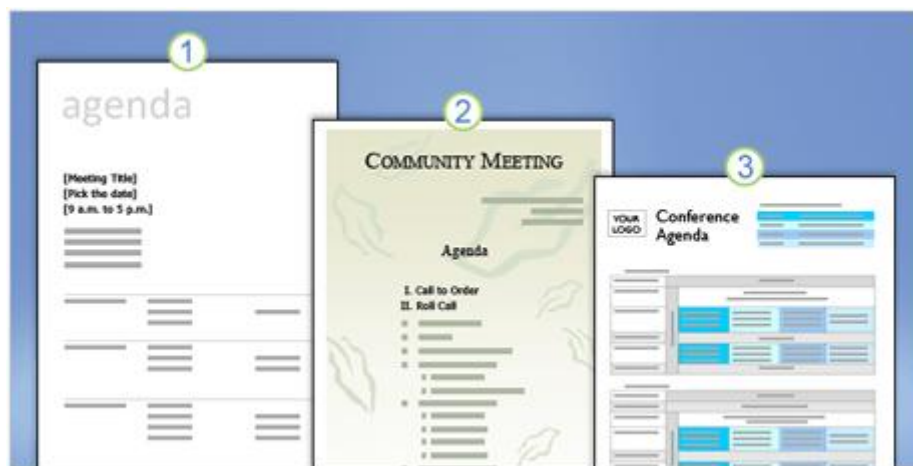 1
agenda
[Meeting Title]
[Pick the date]
[9 a.m. to 5 p.m.]
2
COMMUNITY MEETING
Agenda
I. Call to Order
II. Roll Call
3
YOUR
LOGO
Conference
Agenda